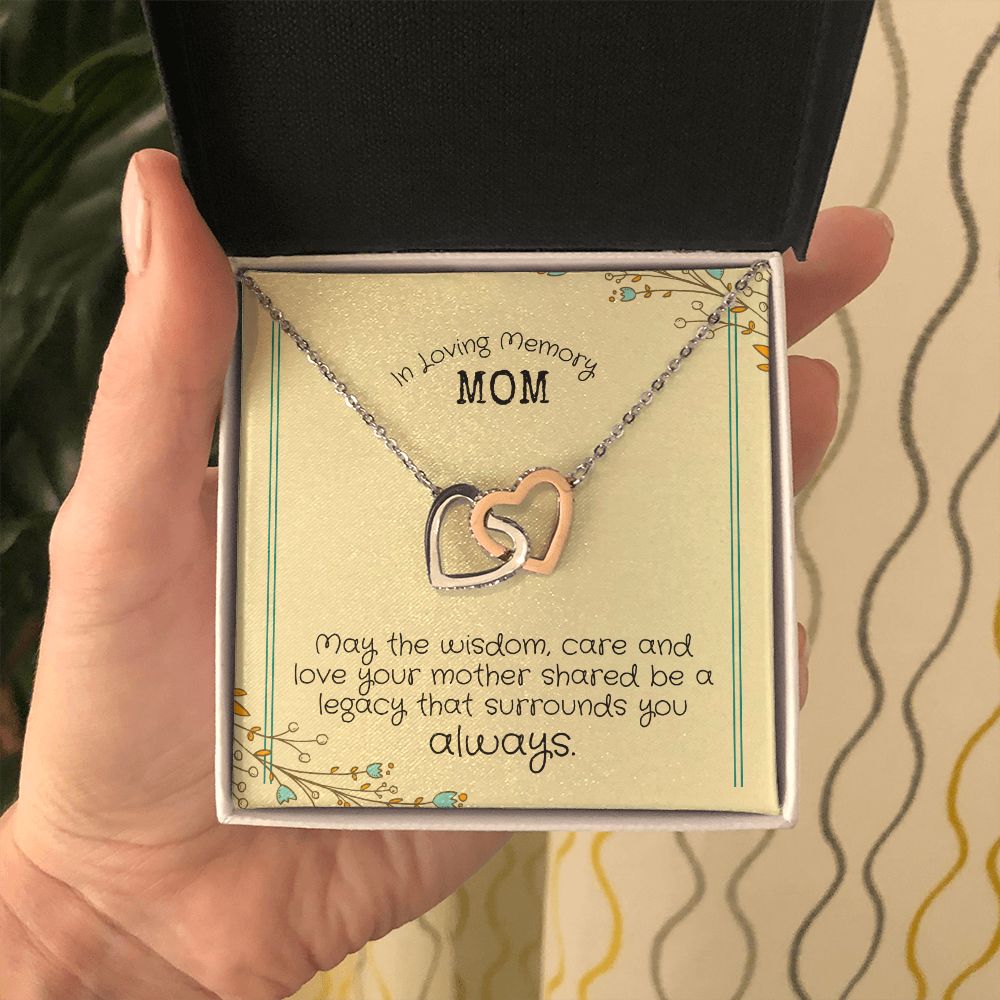 In Loving Memory
MOM
May the wisdom, care and
love your mother shared be a
legacy that surrounds you
always.